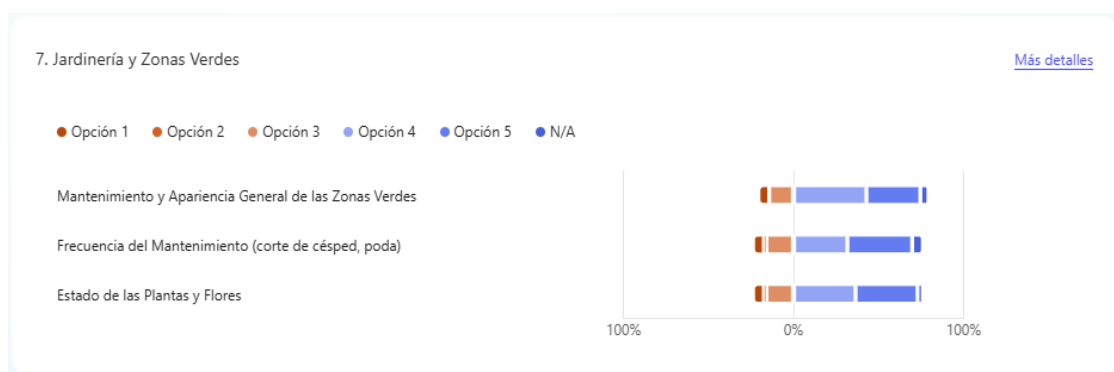 7. Jardinería y Zonas Verdes
Más detalles
Opción 1 Opción 2 Opción 3 Opción 4 Opción 5 N/A
Mantenimiento y Apariencia General de las Zonas Verdes
Frecuencia del Mantenimiento (corte de césped, poda)
Estado de las Plantas y Flores
100% 0% 100%